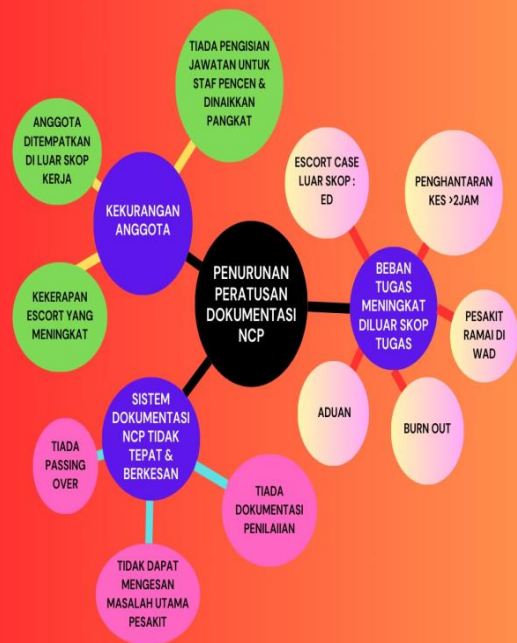 TIADA PENGISIAN
JAWATAN UNTUK
STAF PENCEN &
DINAIKKAN
PANGKAT
ANGGOTA
DITEMPATKAN
DI LUAR SKOP
KERJA
KEKURANGAN
ANGGOTA
KEKERAPAN
ESCORT YANG
MENINGKAT
PENURUNAN
PERATUSAN
DOKUMENTASI
NCP
ESCORT CASE
LUAR SKOP :
ED
PENGHANTARAN
KES >2JAM
BEBAN
TUGAS
MENINGKAT
DILUAR SKOP
TUGAS
PESAKIT
RAMAI DI
WAD
ADUAN
BURN OUT
SISTEM
DOKUMENTASI
NCP TIDAK
TEPAT &
BERKESAN
TIADA
PASSING
OVER
TIADA
DOKUMENTASI
PENILAIIAN
TIDAK DAPAT
MENGESAN
MASALAH UTAMA
PESAKIT